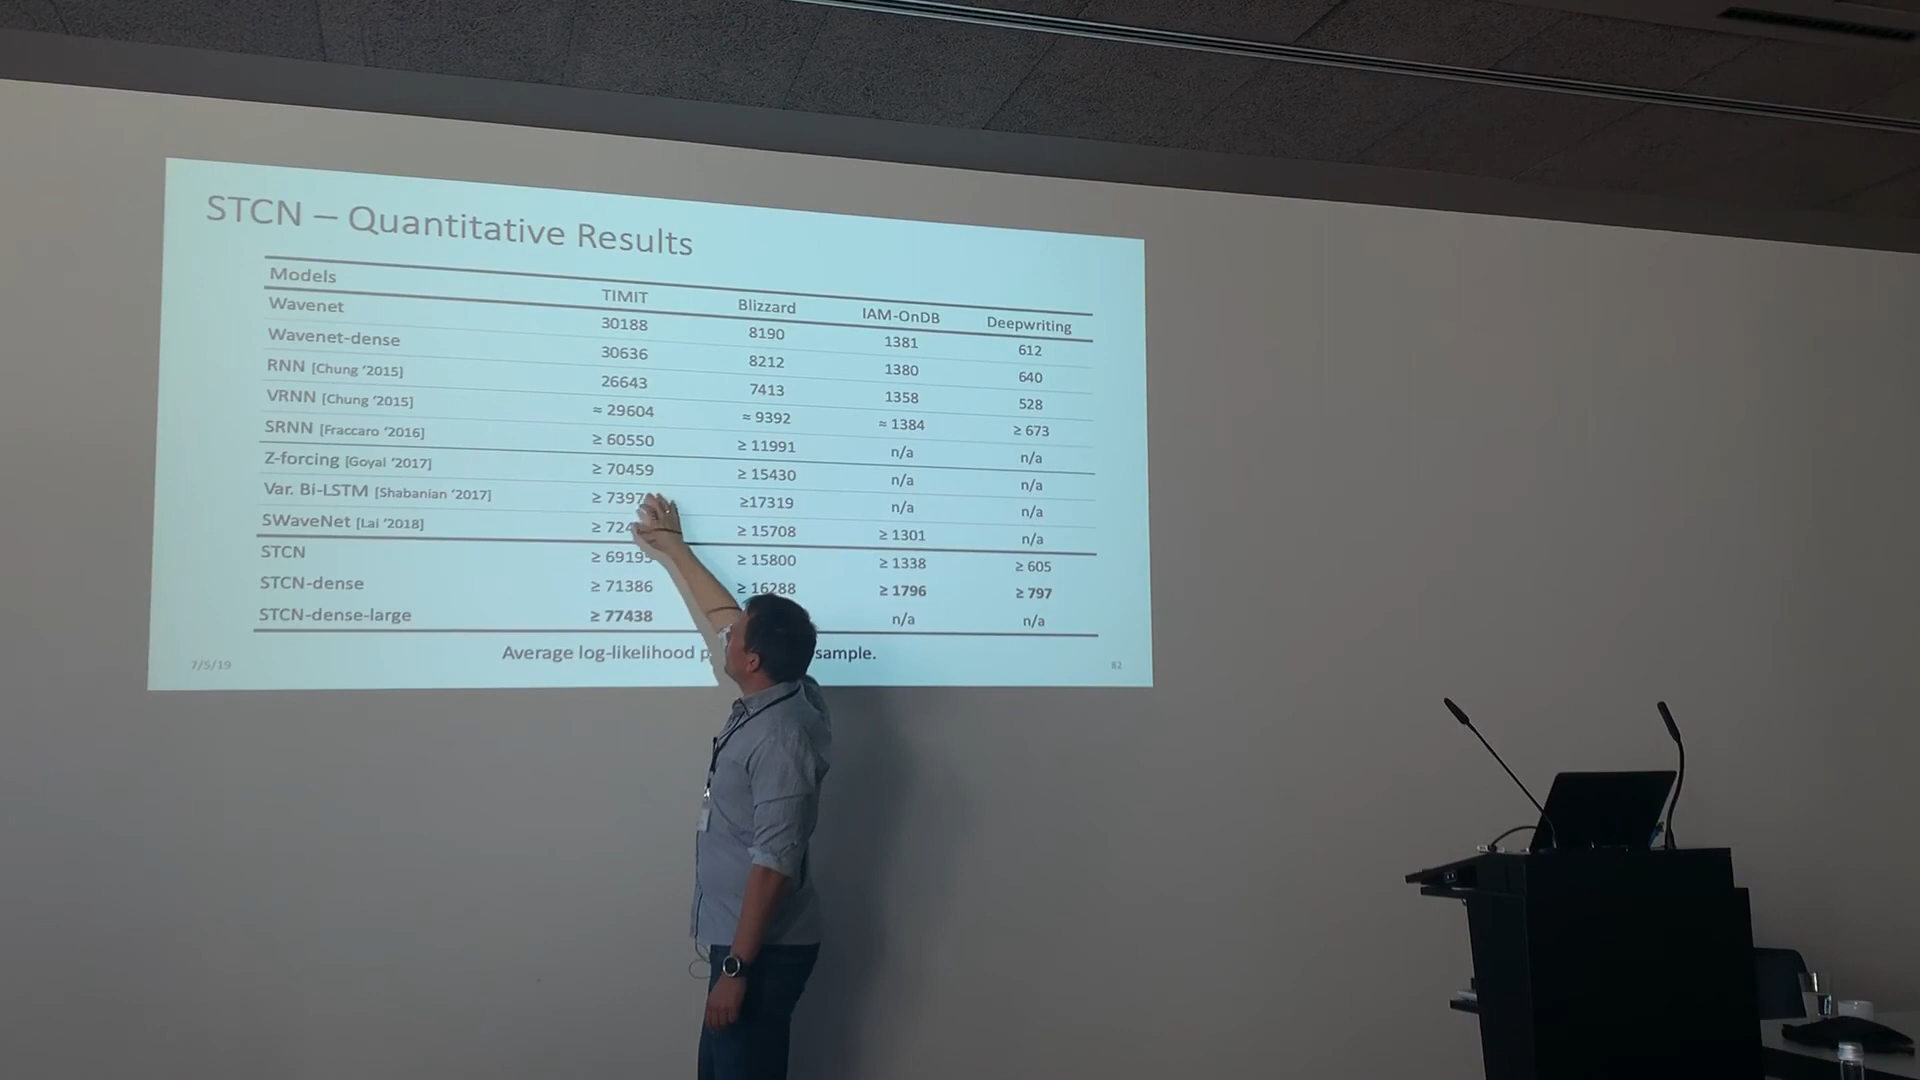 STCN – Quantitative Results
Models TIMIT Blizzard IAM-OnDB Deepwriting
Wavenet 30188 8190 1381 612
Wavenet-dense 30636 8212 1380 640
RNN [Chung '2015] 26643 7413 1358 528
VRNN [Chung '2015] ≈ 29604 ≈ 9392 ≈ 1384 ≥ 673
SRNN [Fraccaro '2016] ≥ 60550 ≥ 11991 n/a n/a
Z-forcing [Goyal '2017] ≥ 70459 ≥ 15430 n/a n/a
Var. Bi-LSTM [Shabanian '2017] ≥ ≥17319 n/a n/a
SWaveNet [Lai '2018] ≥ ≥ 15708 ≥ 1301 n/a
STCN ≥ 69195 ≥ 15800 ≥ 1338 ≥ 605
STCN-dense ≥ 71386 ≥ 16288 ≥ 1796 ≥ 797
STCN-dense-large ≥ 77438 n/a n/a
Average log-likelihood sample.
7/5/19 82